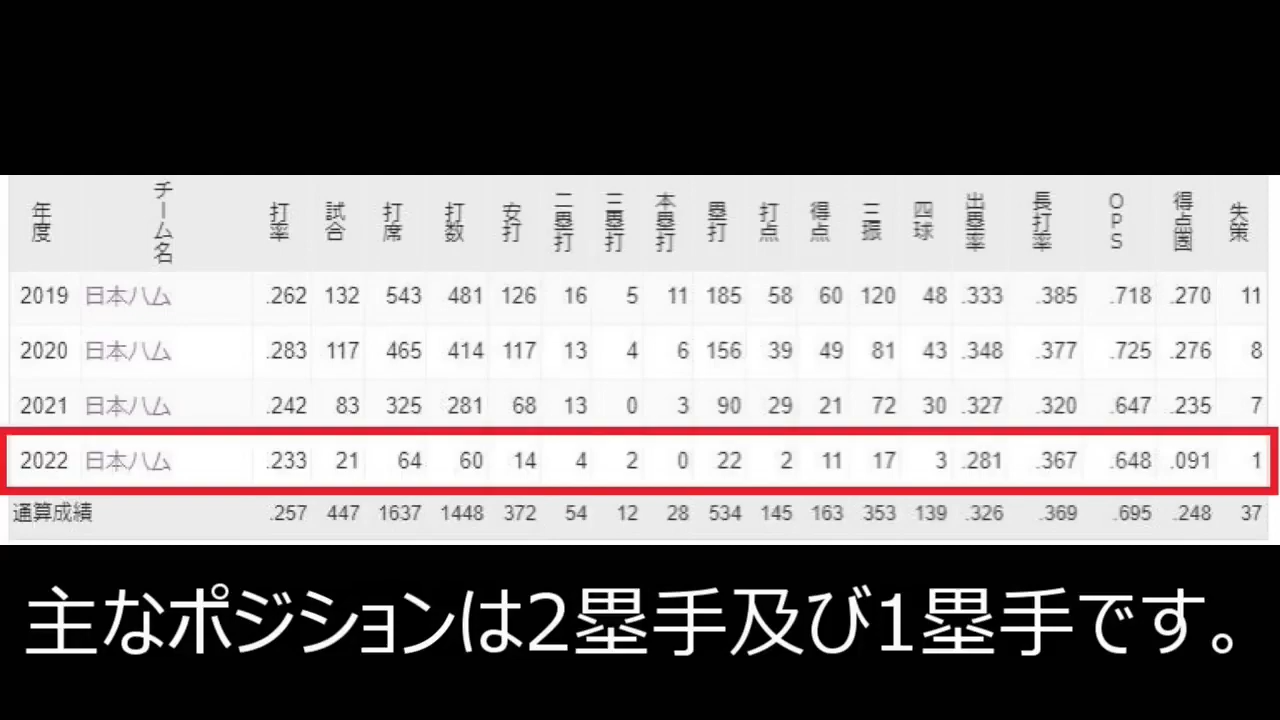 年度 チーム名 打率 試合 打席 打数 安打 二塁打 三塁打 本塁打 塁打 打点 得点 三振 四球 出塁率 長打率 OPS 得点圏 失策
2019 日本ハム .262 132 543 481 126 16 5 11 185 58 60 120 48 .333 .385 .718 .270 11
2020 日本ハム .283 117 465 414 117 13 4 6 156 39 49 81 43 .348 .377 .725 .276 8
2021 日本ハム .242 83 325 281 68 13 0 3 90 29 21 72 30 .327 .320 .647 .235 7
2022 日本ハム .233 21 64 60 14 4 2 0 22 2 11 17 3 .281 .367 .648 .091 1
通算成績 .257 447 1637 1448 372 54 12 28 534 145 163 353 139 .326 .369 .695 .248 37
主なポジションは2塁手及び1塁手です。